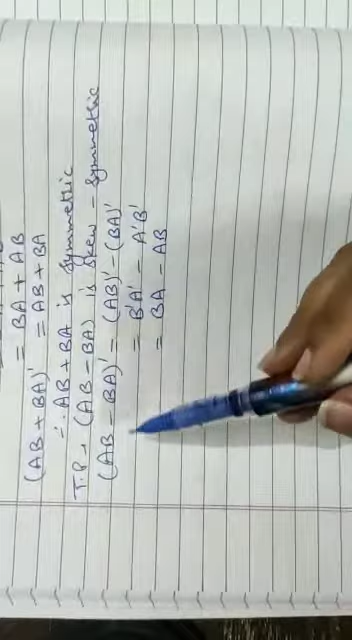 = BA + AB
(AB + BA)' = AB + BA
∴ AB + BA is symmetric
T.P. (AB - BA) is skew - symmetric
(AB - BA)' = (AB)' - (BA)'
= B'A' - A'B'
= BA - AB